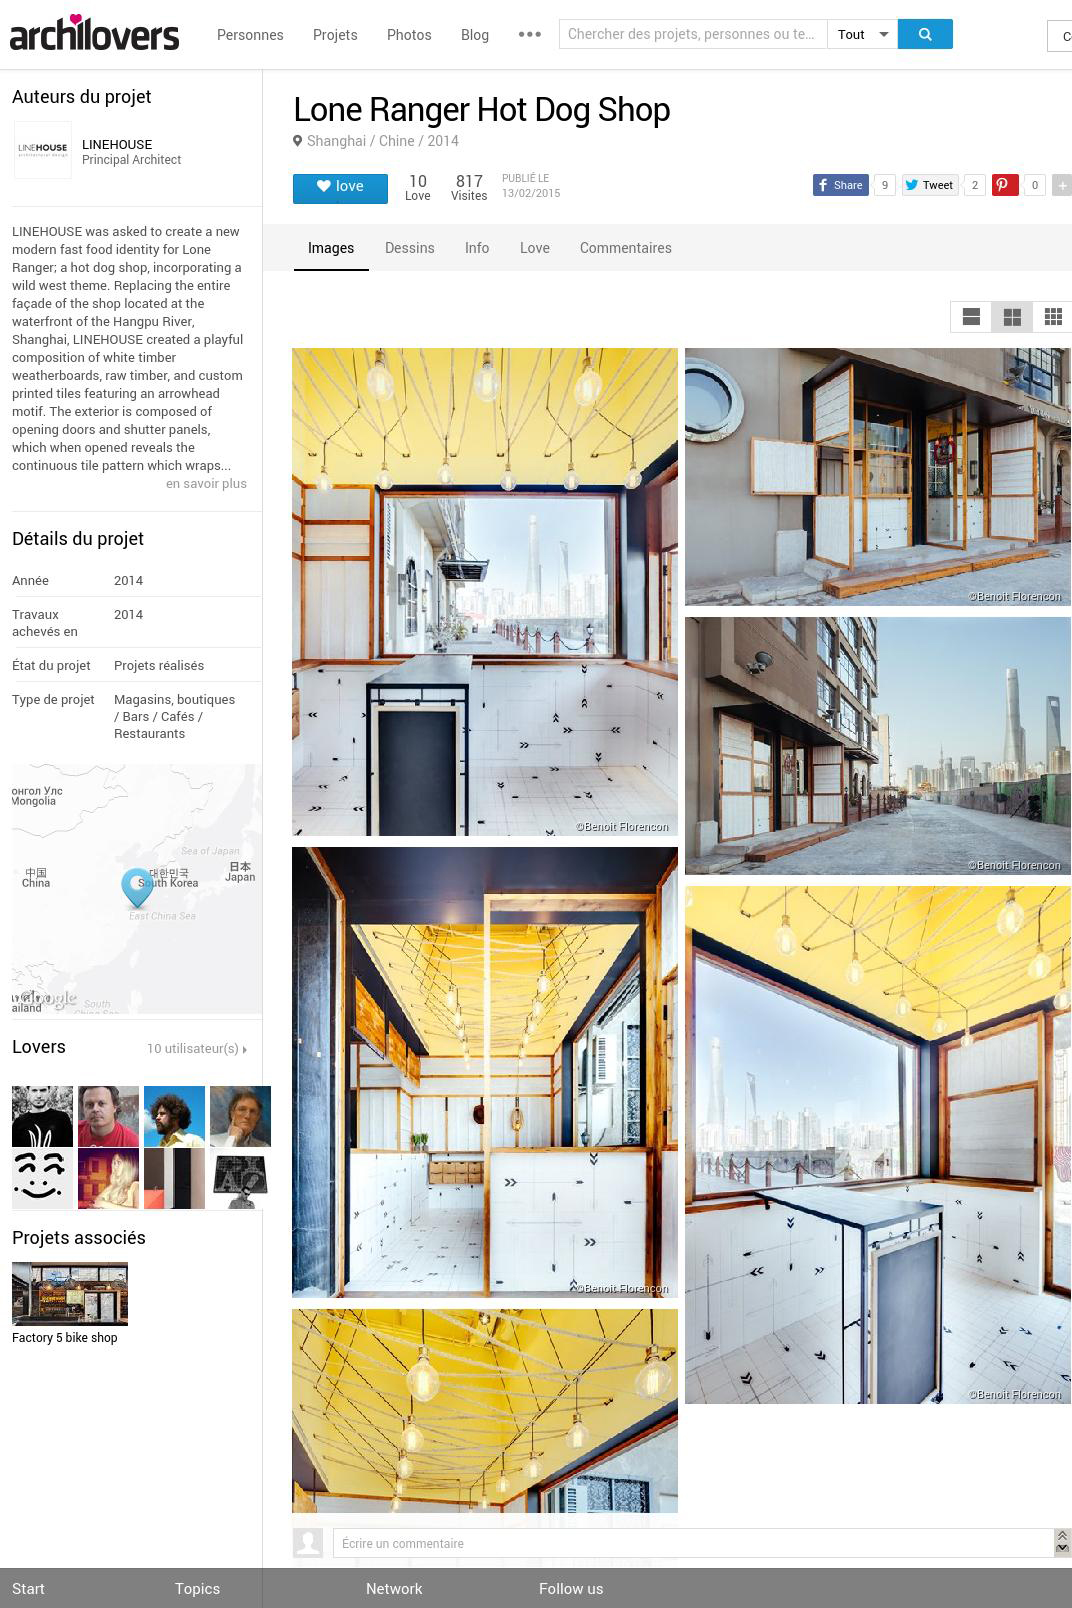 archilovers
Personnes
Projets
Photos
Blog
Chercher des projets, personnes ou te...
Tout
Auteurs du projet
LINEHOUSE
LINEHOUSE
Principal Architect
LINEHOUSE was asked to create a new
modern fast food identity for Lone
Ranger; a hot dog shop, incorporating a
wild west theme. Replacing the entire
façade of the shop located at the
waterfront of the Hangpu River,
Shanghai, LINEHOUSE created a playful
composition of white timber
weatherboards, raw timber, and custom
printed tiles featuring an arrowhead
motif. The exterior is composed of
opening doors and shutter panels,
which when opened reveals the
continuous tile pattern which wraps...
en savoir plus
Détails du projet
Année 2014
Travaux
achevés en 2014
État du projet Projets réalisés
Type de projet Magasins, boutiques
/ Bars / Cafés /
Restaurants
онгол Улс
Mongolia
Sea of Japan
中国
China
대한민국
South Korea
日本
Japan
East China Sea
Google
South
China Sea
Lovers
10 utilisateur(s)
Projets associés
Factory 5 bike shop
Lone Ranger Hot Dog Shop
Shanghai / Chine / 2014
love
10
Love
817
Visites
PUBLIÉ LE
13/02/2015
Share
9
Tweet
2
0
Images
Dessins
Info
Love
Commentaires
©Benoit Florencon
©Benoit Florencon
©Benoit Florencon
©Benoit Florencon
©Benoit Florencon
Écrire un commentaire
Start
Topics
Network
Follow us